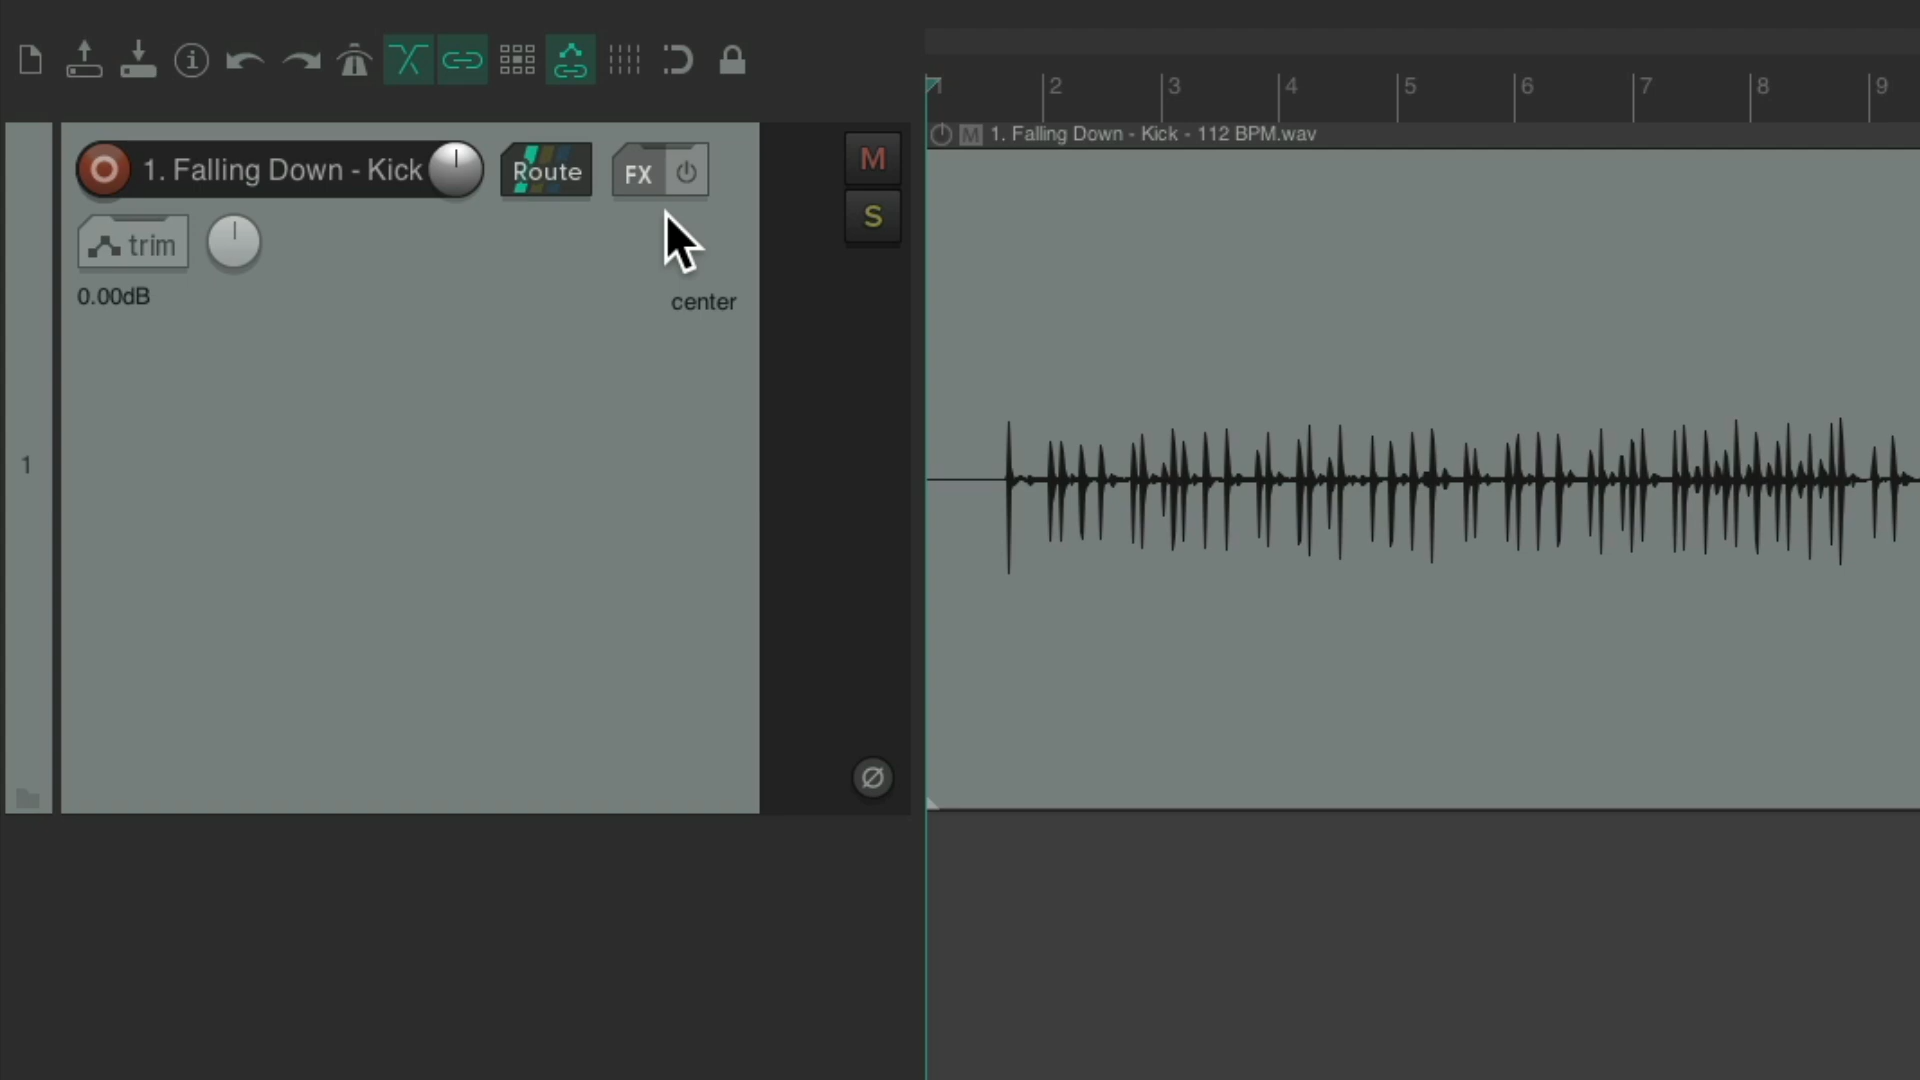 1 2 3 4 5 6 7 8 9
M 1. Falling Down - Kick - 112 BPM.wav
1. Falling Down - Kick Route FX M
trim S
0.00dB center
1